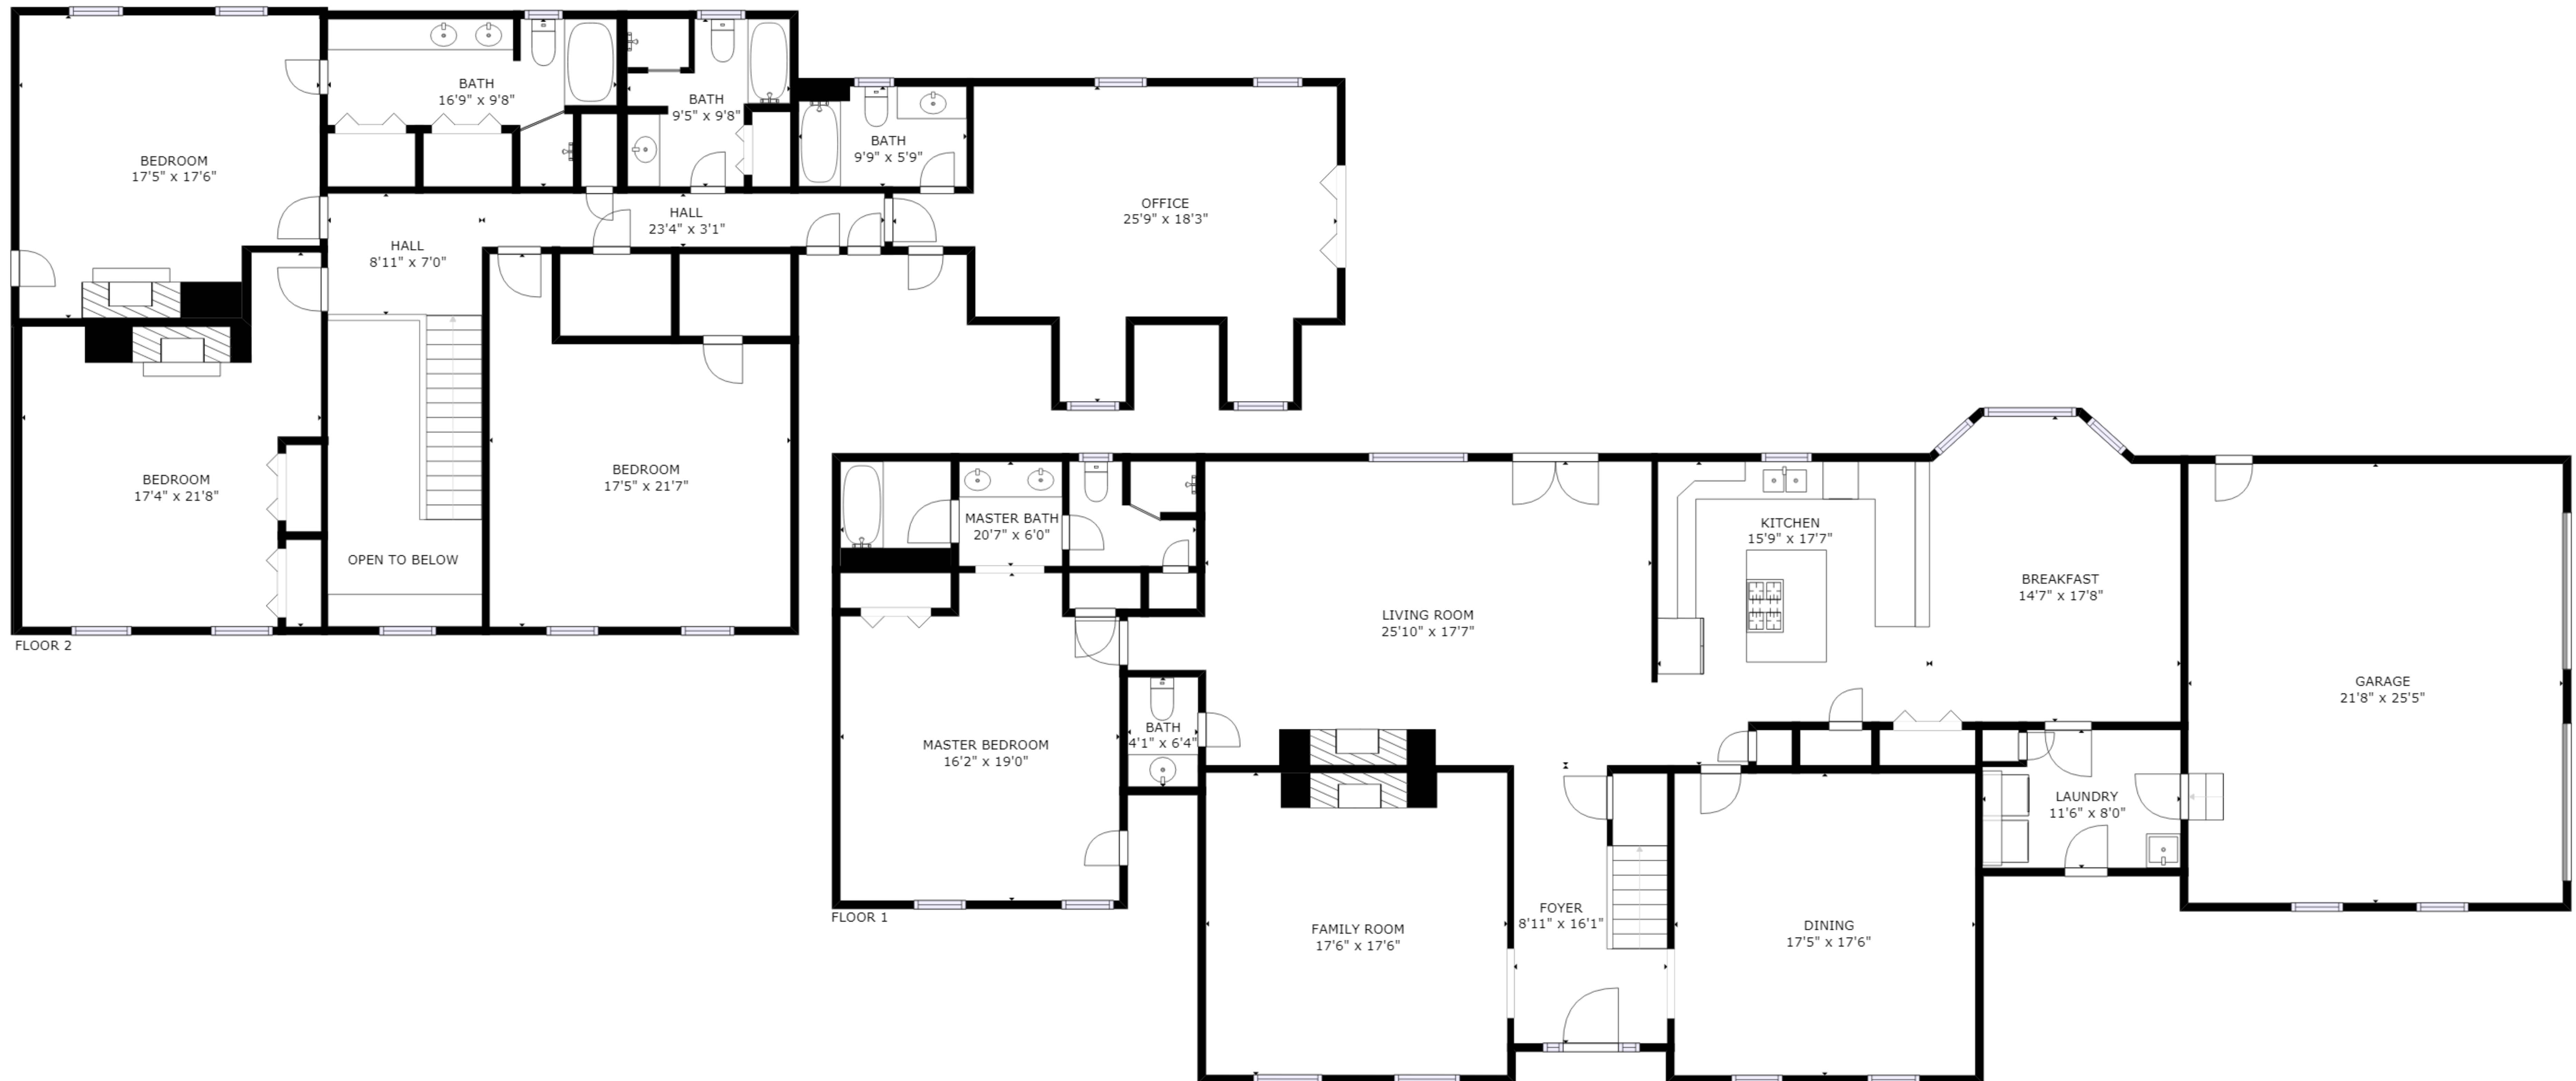 BATH
16'9" x 9'8"
BATH
9'5" x 9'8"
BATH
9'9" x 5'9"
BEDROOM
17'5" x 17'6"
OFFICE
25'9" x 18'3"
HALL
23'4" x 3'1"
HALL
8'11" x 7'0"
BEDROOM
17'4" x 21'8"
BEDROOM
17'5" x 21'7"
OPEN TO BELOW
FLOOR 2
MASTER BATH
20'7" x 6'0"
KITCHEN
15'9" x 17'7"
BREAKFAST
14'7" x 17'8"
LIVING ROOM
25'10" x 17'7"
GARAGE
21'8" x 25'5"
BATH
4'1" x 6'4"
MASTER BEDROOM
16'2" x 19'0"
LAUNDRY
11'6" x 8'0"
FOYER
8'11" x 16'1"
FAMILY ROOM
17'6" x 17'6"
DINING
17'5" x 17'6"
FLOOR 1